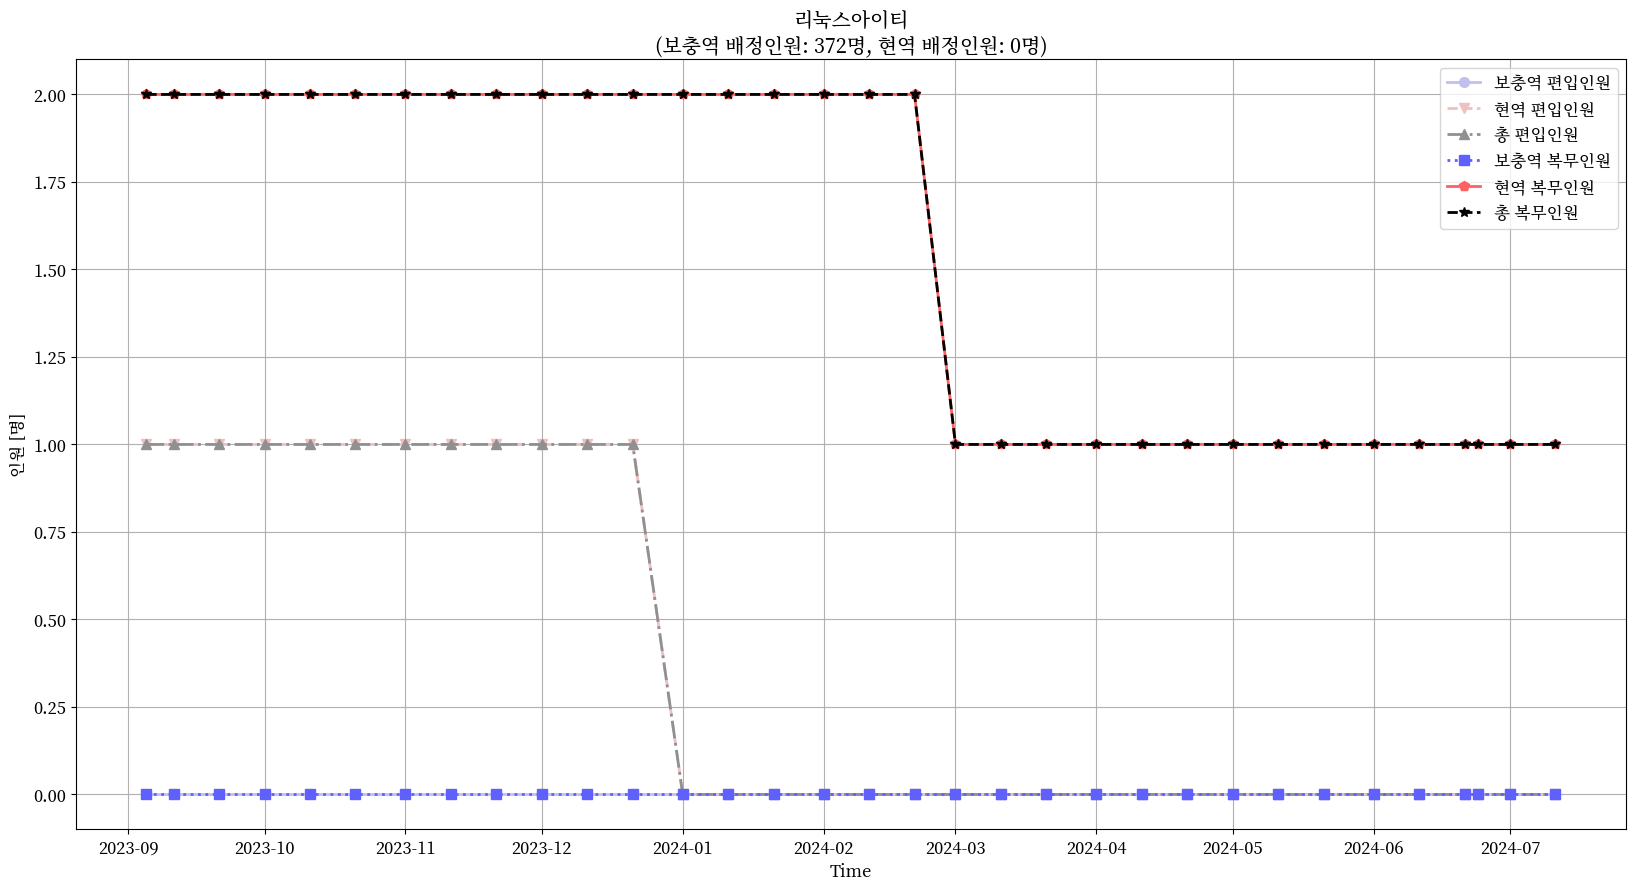 리눅스아이티
(보충역 배정인원: 372명, 현역 배정인원: 0명)
보충역 편입인원
현역 편입인원
총 편입인원
보충역 복무인원
현역 복무인원
총 복무인원
인원 [명]
2.00
1.75
1.50
1.25
1.00
0.75
0.50
0.25
0.00
2023-09 2023-10 2023-11 2023-12 2024-01 2024-02 2024-03 2024-04 2024-05 2024-06 2024-07
Time